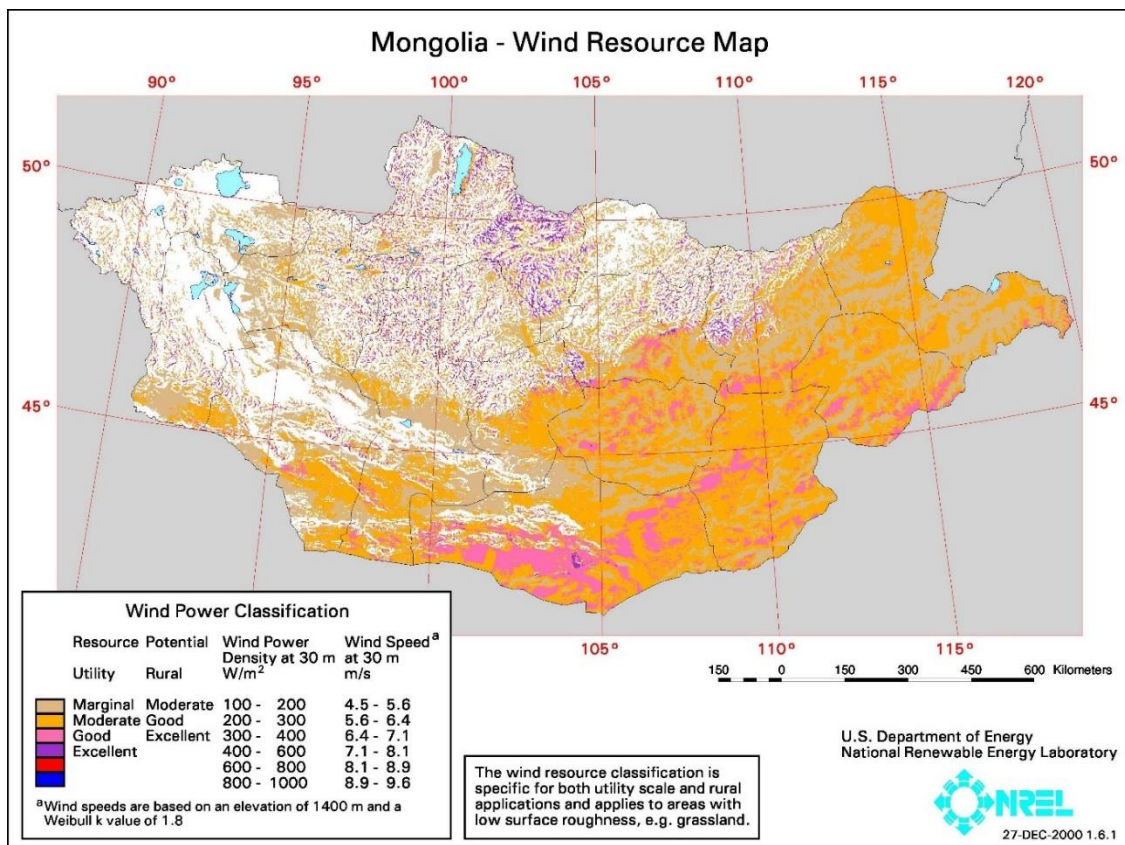 Mongolia - Wind Resource Map
90° 95° 100° 105° 110° 115° 120°
50° 50°
45° 45°
105° 110° 115°
Wind Power Classification
Resource Potential Wind Power Wind Speed a
Density at 30 m at 30 m
Utility Rural W/m2 m/s
Marginal Moderate 100 - 200 4.5 - 5.6
Moderate Good 200 - 300 5.6 - 6.4
Good Excellent 300 - 400 6.4 - 7.1
Excellent 400 - 600 7.1 - 8.1
600 - 800 8.1 - 8.9
800 - 1000 8.9 - 9.6
a Wind speeds are based on an elevation of 1400 m and a
Weibull k value of 1.8
150 0 150 300 450 600 Kilometers
The wind resource classification is
specific for both utility scale and rural
applications and applies to areas with
low surface roughness, e.g. grassland.
U.S. Department of Energy
National Renewable Energy Laboratory
NREL
27-DEC-2000 1.6.1